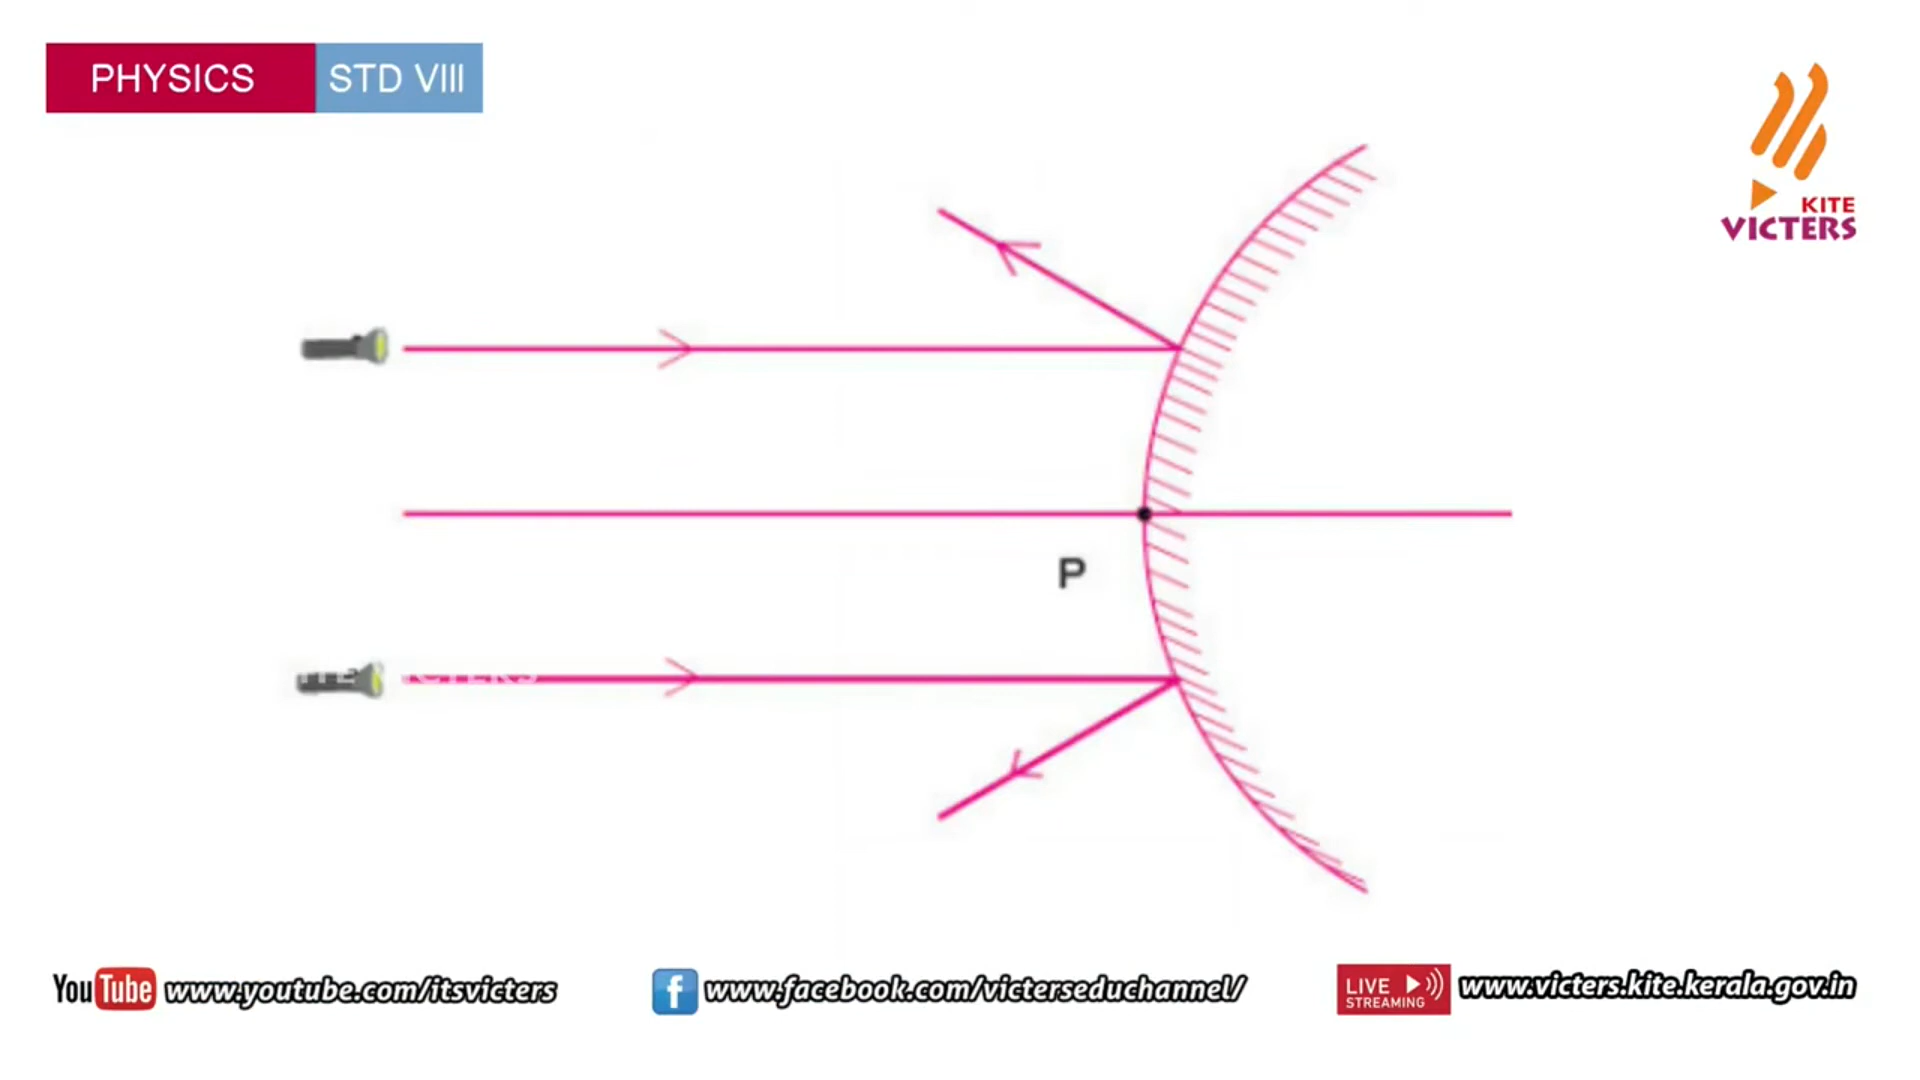 PHYSICS STD VIII
KITE
VICTERS
P
YouTube www.youtube.com/itsvicters
f www.facebook.com/victerseduchannel/
LIVE STREAMING www.victers.kite.kerala.gov.in